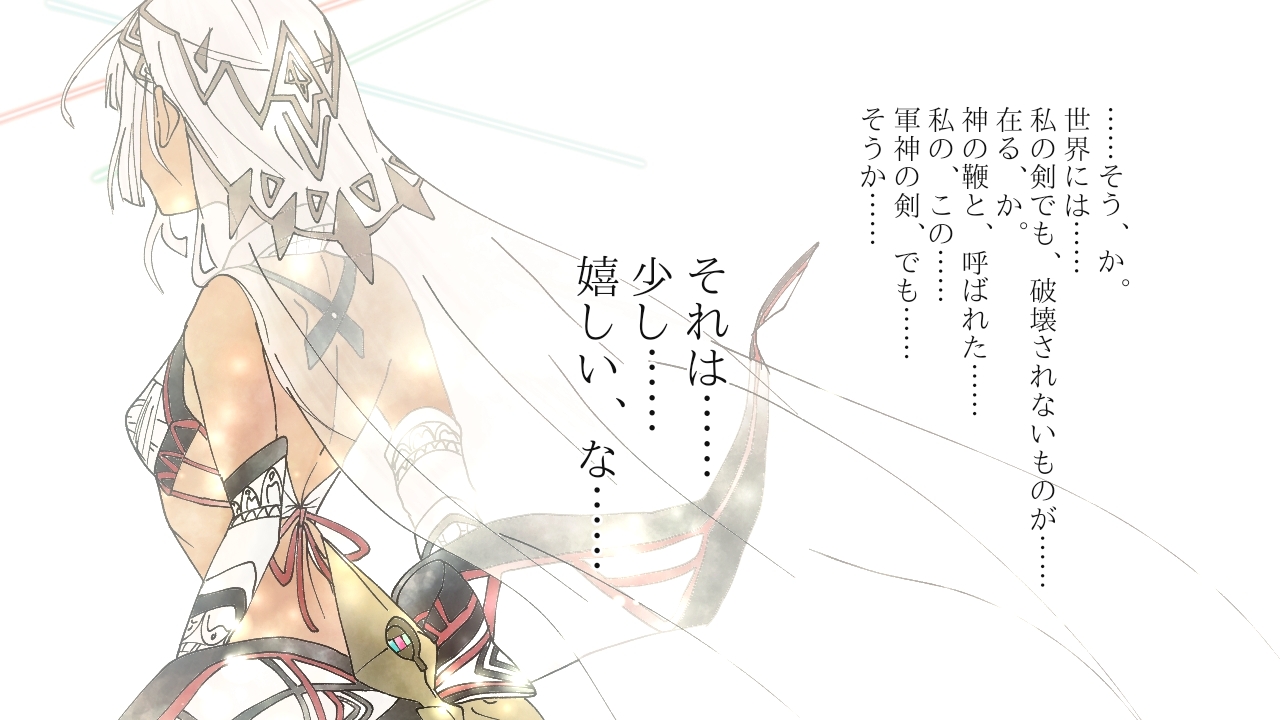 ……そう、か。
世界には……
私の剣でも、破壊されないものが……
在る、か。
神の鞭と、呼ばれた……
私の、この……
軍神の剣、でも……
そうか……
それは………
少し……
嬉しい、な……